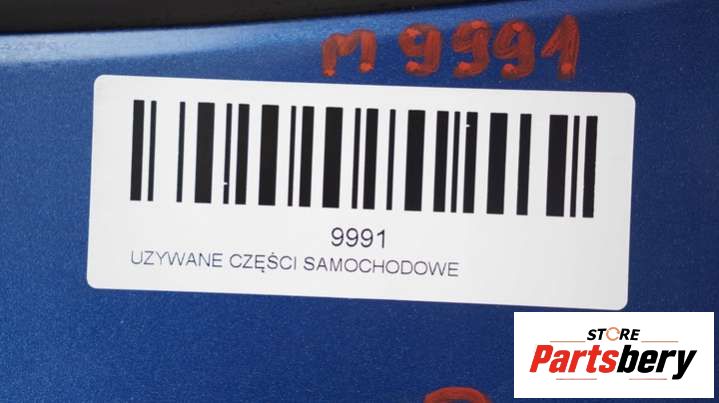 M 9991
9991
UZYWANE CZĘŚCI SAMOCHODOWE
STORE
Partsbery